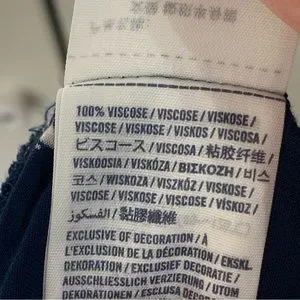 100% VISCOSE / VISCOSE / VISKOSE /
VISCOSE / VISKOSE / VISKOS / VISCOSA /
ビスコース / VISCOSA / 粘胶纤维 /
VISKOOSIA / VISKÓZA / ΒΙΣΚΟΖΗ / 비스
코스 / WISKOZA / VISZKÓZ / VISKOSE /
VISCOSE / VISKOSE / VISCOZĂ / VISKOZ /
الفسكوز / 黏膠纖維
EXCLUSIVE OF DECORATION / À
L'EXCLUSION DE LA DÉCORATION / EKSKL.
DEKORATION / EXCLUSIEF DECORATIE /
AUSSCHLIESSLICH VERZIERUNG / UTOM
DEKORATIONEN / ESCLUSA DECOR